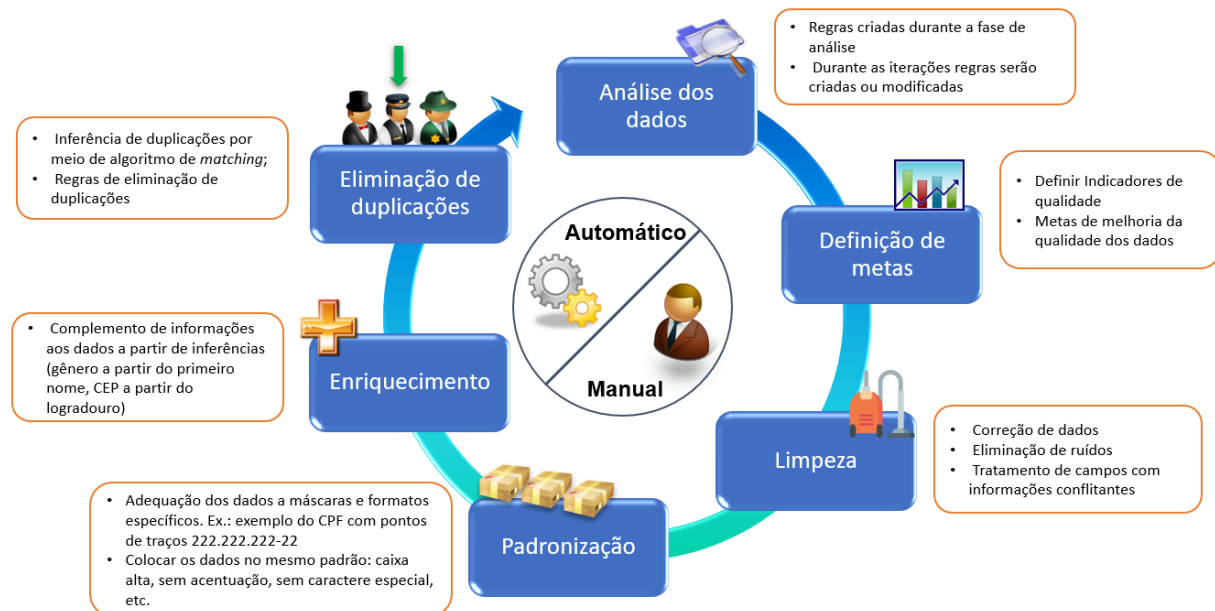 Análise dos
dados
• Regras criadas durante a fase de
análise
• Durante as iterações regras serão
criadas ou modificadas
Definição de
metas
• Definir Indicadores de
qualidade
• Metas de melhoria da
qualidade dos dados
Limpeza
• Correção de dados
• Eliminação de ruídos
• Tratamento de campos com
informações conflitantes
Padronização
• Adequação dos dados a máscaras e formatos
específicos. Ex.: exemplo do CPF com pontos
de traços 222.222.222-22
• Colocar os dados no mesmo padrão: caixa
alta, sem acentuação, sem caractere especial,
etc.
Enriquecimento
• Complemento de informações
aos dados a partir de inferências
(gênero a partir do primeiro
nome, CEP a partir do
logradouro)
Eliminação de
duplicações
• Inferência de duplicações por
meio de algoritmo de matching;
• Regras de eliminação de
duplicações
Automático
Manual